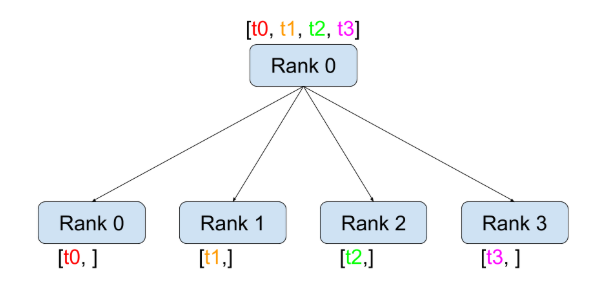 [t0, t1, t2, t3]
Rank 0
Rank 0 Rank 1 Rank 2 Rank 3
[t0, ] [t1,] [t2,] [t3, ]